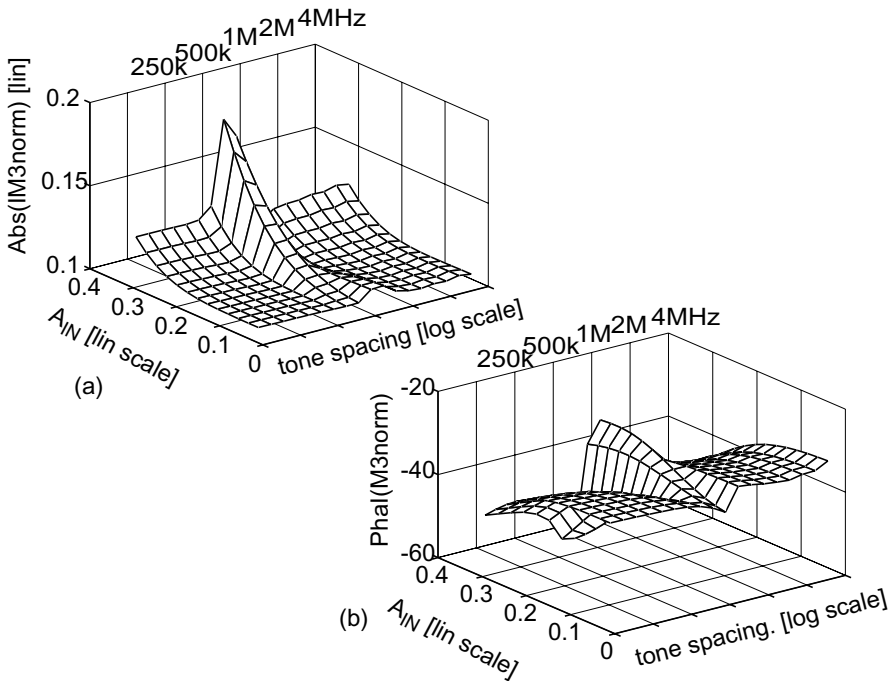 250k 500k 1M 2M 4MHz
Abs(IM3norm) [lin]
0.2
0.15
0.1
0.4
0.3
0.2
0.1
0
A_IN [lin scale]
tone spacing [log scale]
(a)
250k 500k 1M 2M 4MHz
Phal(M3norm)
-20
-40
-60
0.4
0.3
0.2
0.1
0
A_IN [lin scale]
tone spacing. [log scale]
(b)